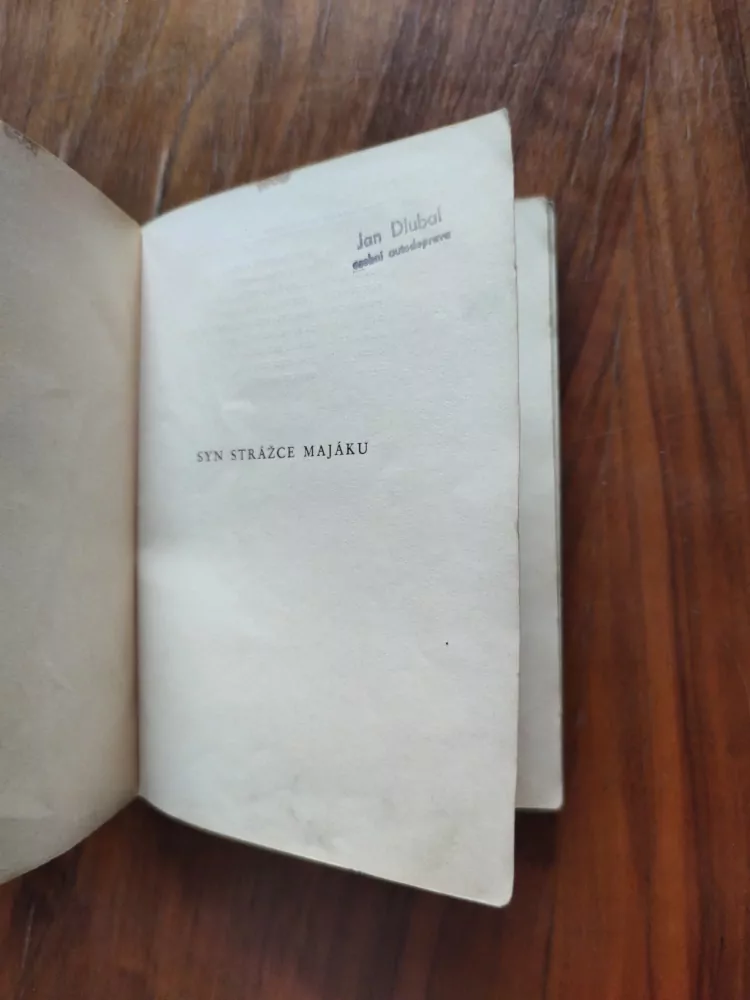 Jan Dlubal
osobní autodoprava
SYN STRÁŽCE MAJÁKU